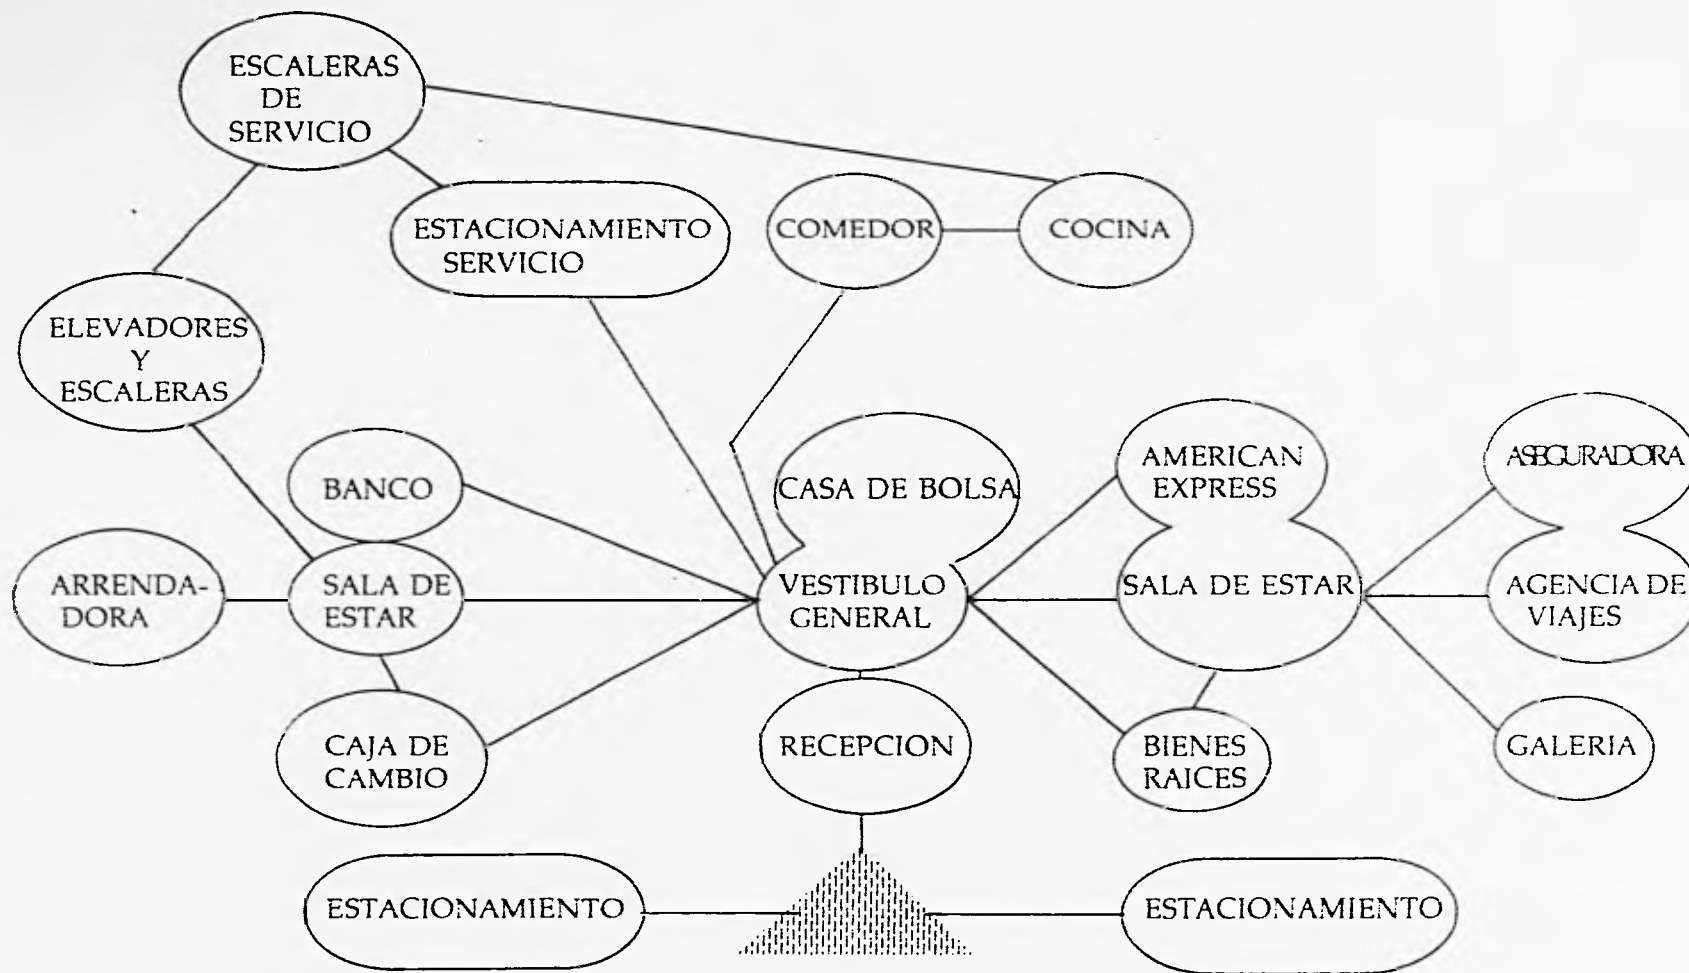 ESCALERAS
DE
SERVICIO
ESTACIONAMIENTO
SERVICIO
COMEDOR
COCINA
ELEVADORES
Y
ESCALERAS
BANCO
CASA DE BOLSA
AMERICAN
EXPRESS
ASEGURADORA
ARRENDA-
DORA
SALA DE
ESTAR
VESTIBULO
GENERAL
SALA DE ESTAR
AGENCIA DE
VIAJES
CAJA DE
CAMBIO
RECEPCION
BIENES
RAICES
GALERIA
ESTACIONAMIENTO
ESTACIONAMIENTO